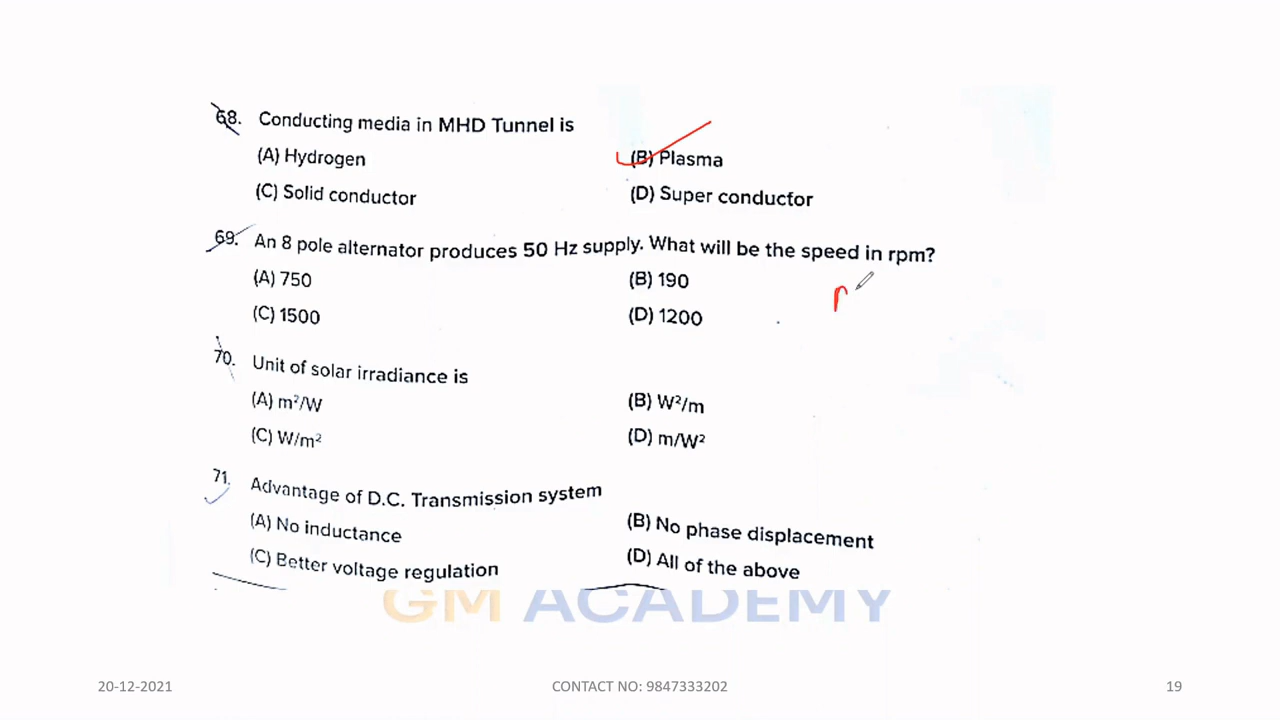 68. Conducting media in MHD Tunnel is
(A) Hydrogen (B) Plasma
(C) Solid conductor (D) Super conductor
69. An 8 pole alternator produces 50 Hz supply. What will be the speed in rpm?
(A) 750 (B) 190
(C) 1500 (D) 1200
70. Unit of solar irradiance is
(A) m²/W (B) W²/m
(C) W/m² (D) m/W²
71. Advantage of D.C. Transmission system
(A) No inductance (B) No phase displacement
(C) Better voltage regulation (D) All of the above
GM ACADEMY
20-12-2021 CONTACT NO: 9847333202 19